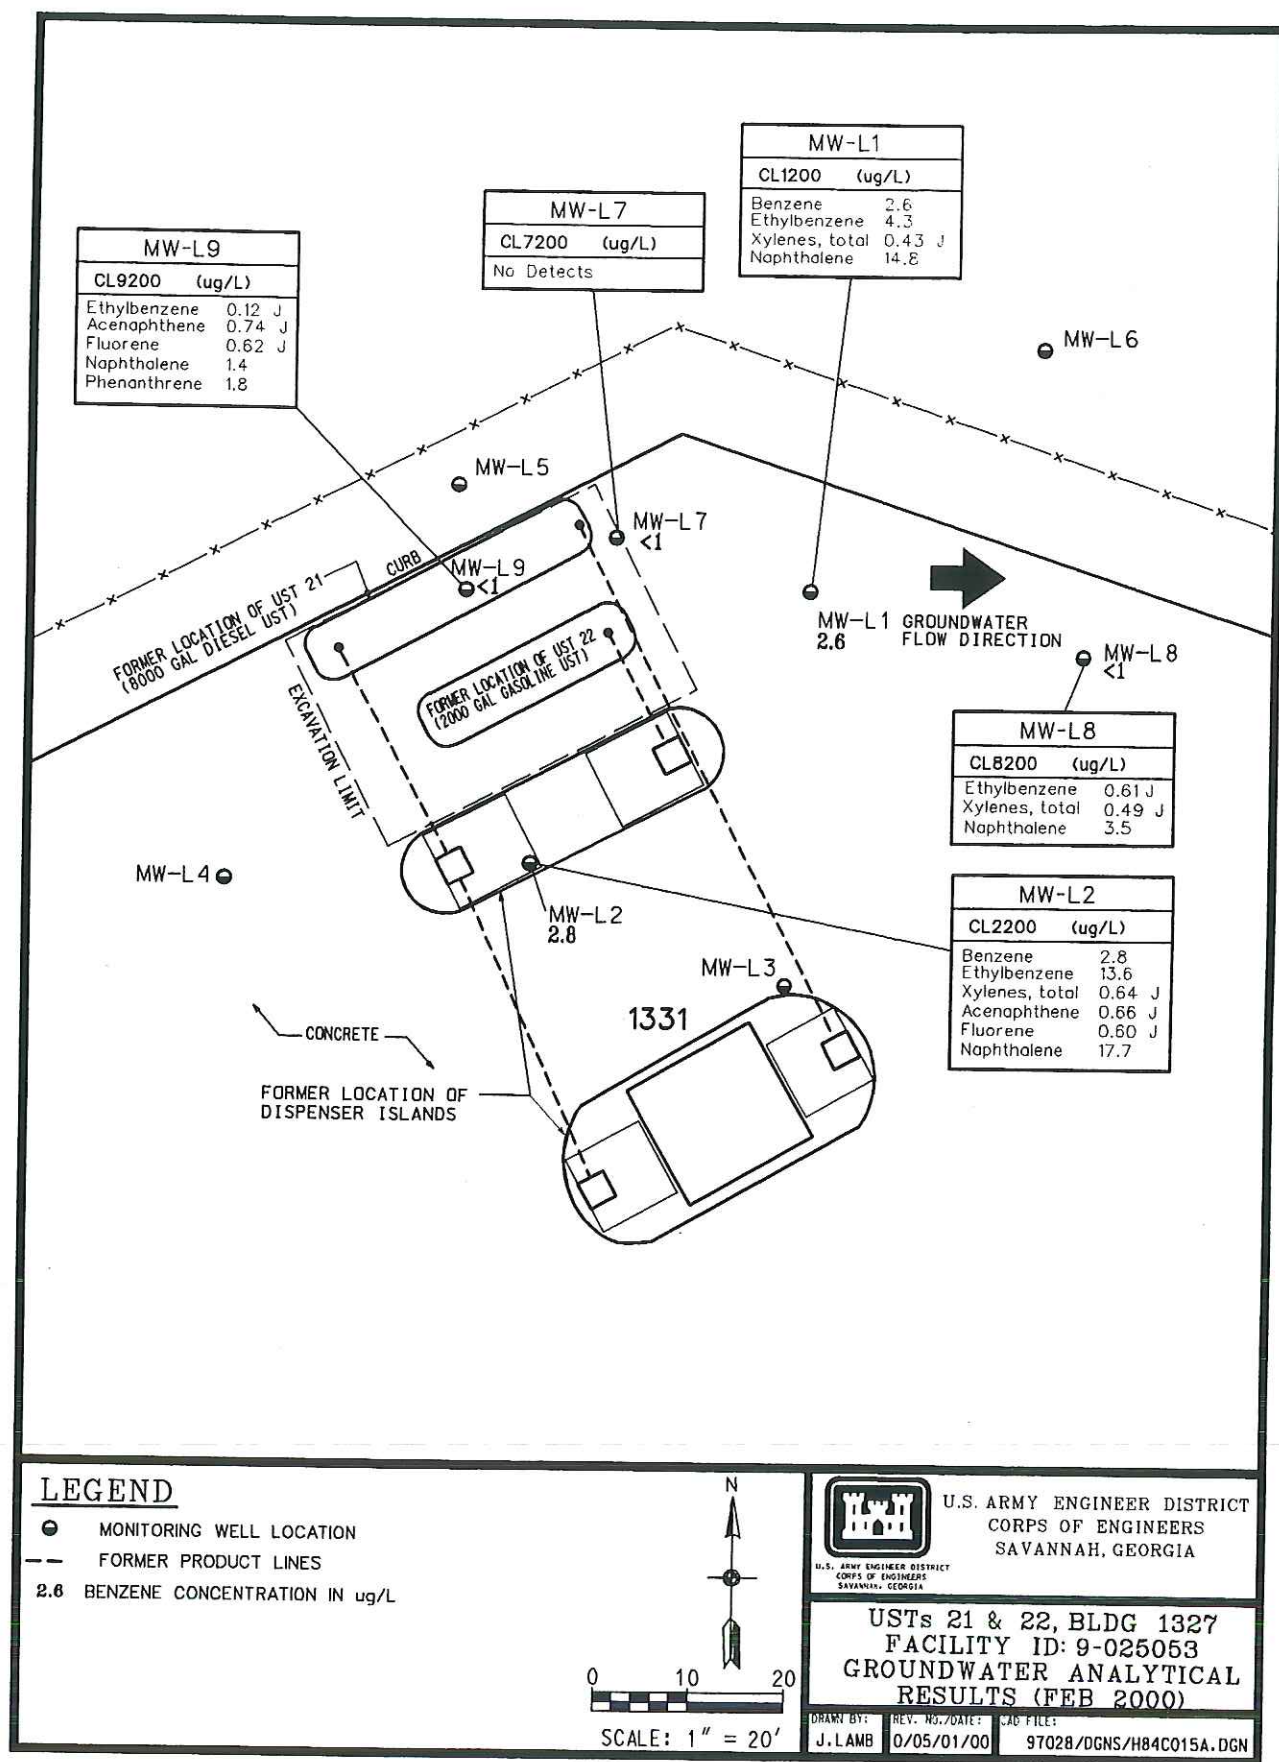 MW-L1
CL1200 (ug/L)
Benzene 2.6
Ethylbenzene 4.3
Xylenes, total 0.43 J
Naphthalene 14.8
MW-L7
CL7200 (ug/L)
No Detects
MW-L9
CL9200 (ug/L)
Ethylbenzene 0.12 J
Acenaphthene 0.74 J
Fluorene 0.62 J
Naphthalene 1.4
Phenanthrene 1.8
MW-L6
MW-L5
MW-L7
<1
CURB
MW-L9
<1
FORMER LOCATION OF UST 21
(8000 GAL DIESEL UST)
MW-L1
2.6
GROUNDWATER
FLOW DIRECTION
MW-L8
<1
FORMER LOCATION OF UST 22
(2000 GAL GASOLINE UST)
EXCAVATION LIMIT
MW-L8
CL8200 (ug/L)
Ethylbenzene 0.61 J
Xylenes, total 0.49 J
Naphthalene 3.5
MW-L4
MW-L2
2.8
MW-L2
CL2200 (ug/L)
Benzene 2.8
Ethylbenzene 13.6
Xylenes, total 0.64 J
Acenaphthene 0.66 J
Fluorene 0.60 J
Naphthalene 17.7
MW-L3
1331
CONCRETE
FORMER LOCATION OF
DISPENSER ISLANDS
LEGEND
MONITORING WELL LOCATION
FORMER PRODUCT LINES
2.6 BENZENE CONCENTRATION IN ug/L
N
0 10 20
SCALE: 1" = 20'
U.S. ARMY ENGINEER DISTRICT
CORPS OF ENGINEERS
SAVANNAH, GEORGIA
U.S. ARMY ENGINEER DISTRICT
CORPS OF ENGINEERS
SAVANNAH, GEORGIA
USTs 21 & 22, BLDG 1327
FACILITY ID: 9-025053
GROUNDWATER ANALYTICAL
RESULTS (FEB 2000)
DRAWN BY:
J.LAMB
REV. NO./DATE:
0/05/01/00
CAD FILE:
97028/DGNS/H84C015A.DGN